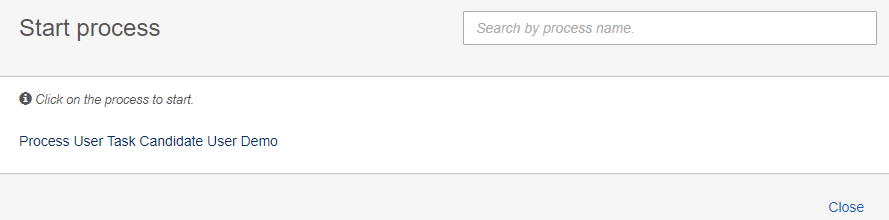 Start process
Search by process name.
Click on the process to start.
Process User Task Candidate User Demo
Close